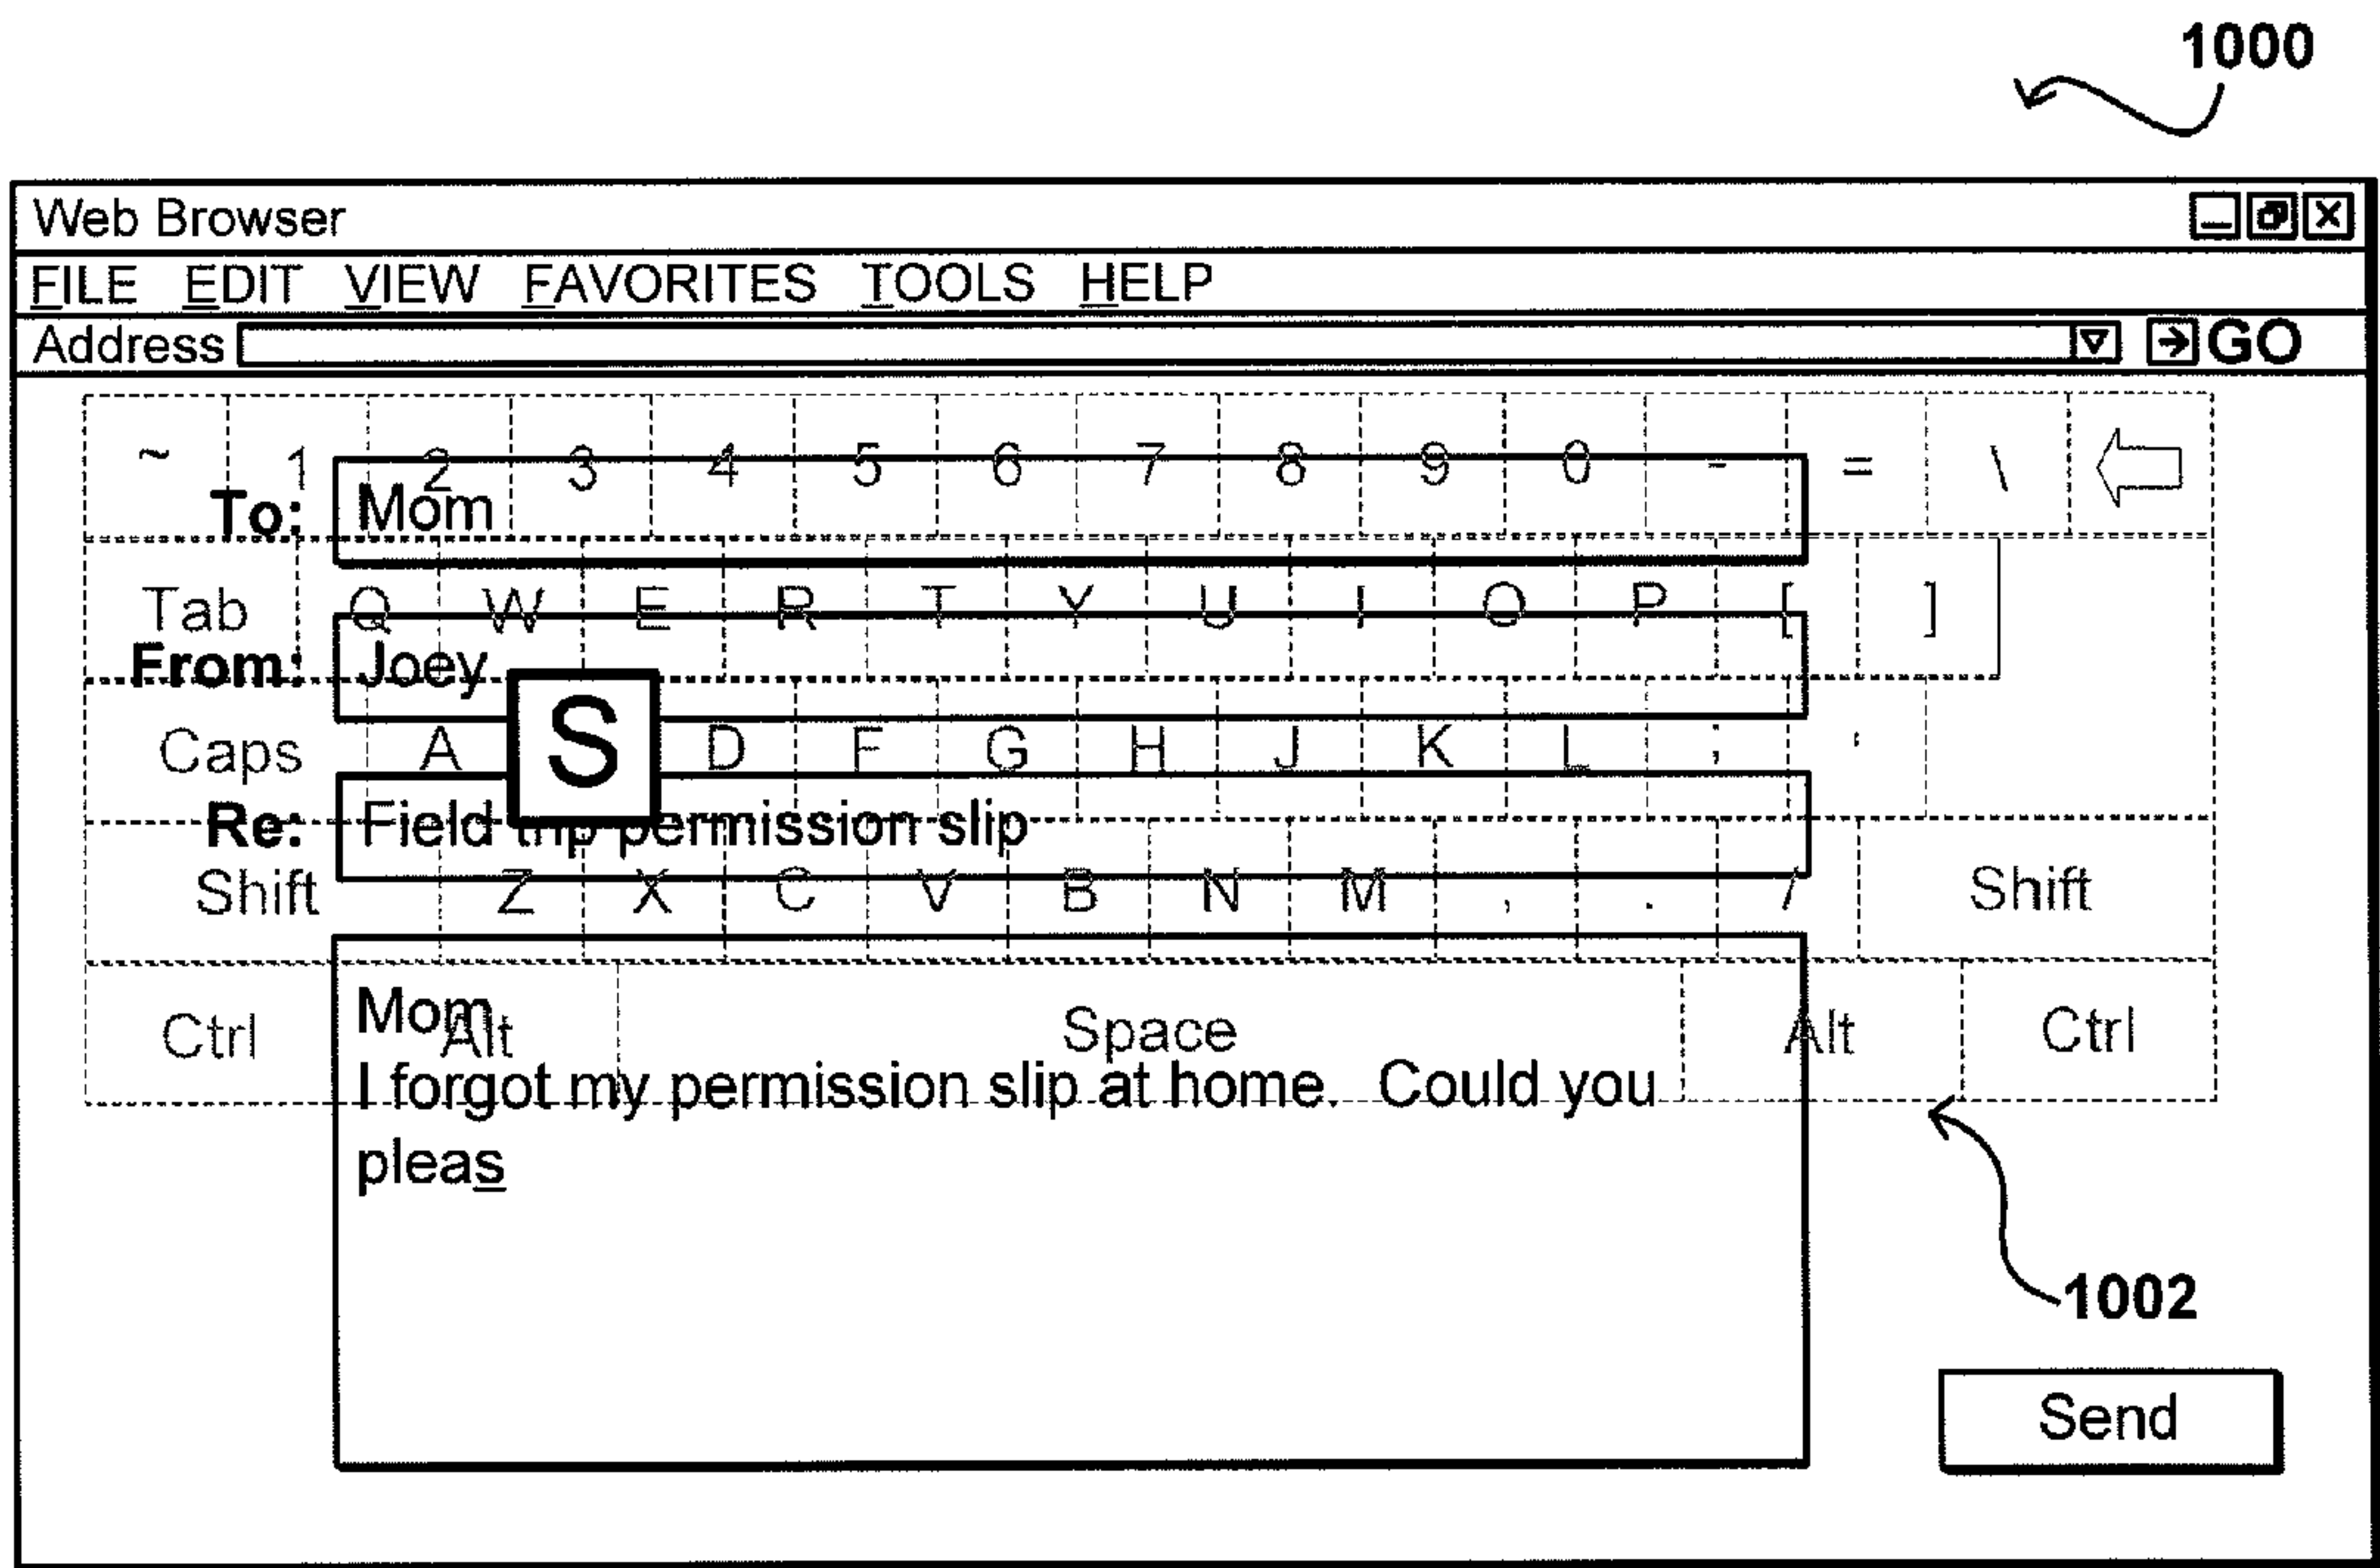 1000
Web Browser
FILE EDIT VIEW FAVORITES TOOLS HELP
Address GO
~ 1 2 3 4 5 6 7 8 9 0 - = \
To: Mom
Tab Q W E R T Y U I O P [ ]
From: Joey
Caps A S D F G H J K L ; '
Re: Field trip permission slip
Shift Z X C V B N M , . / Shift
Mom
Ctrl Alt Space Alt Ctrl
I forgot my permission slip at home. Could you
pleas
1002
Send